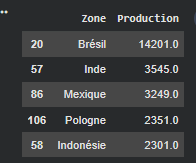 Zone Production
20 Brésil 14201.0
57 Inde 3545.0
86 Mexique 3249.0
106 Pologne 2351.0
58 Indonésie 2301.0